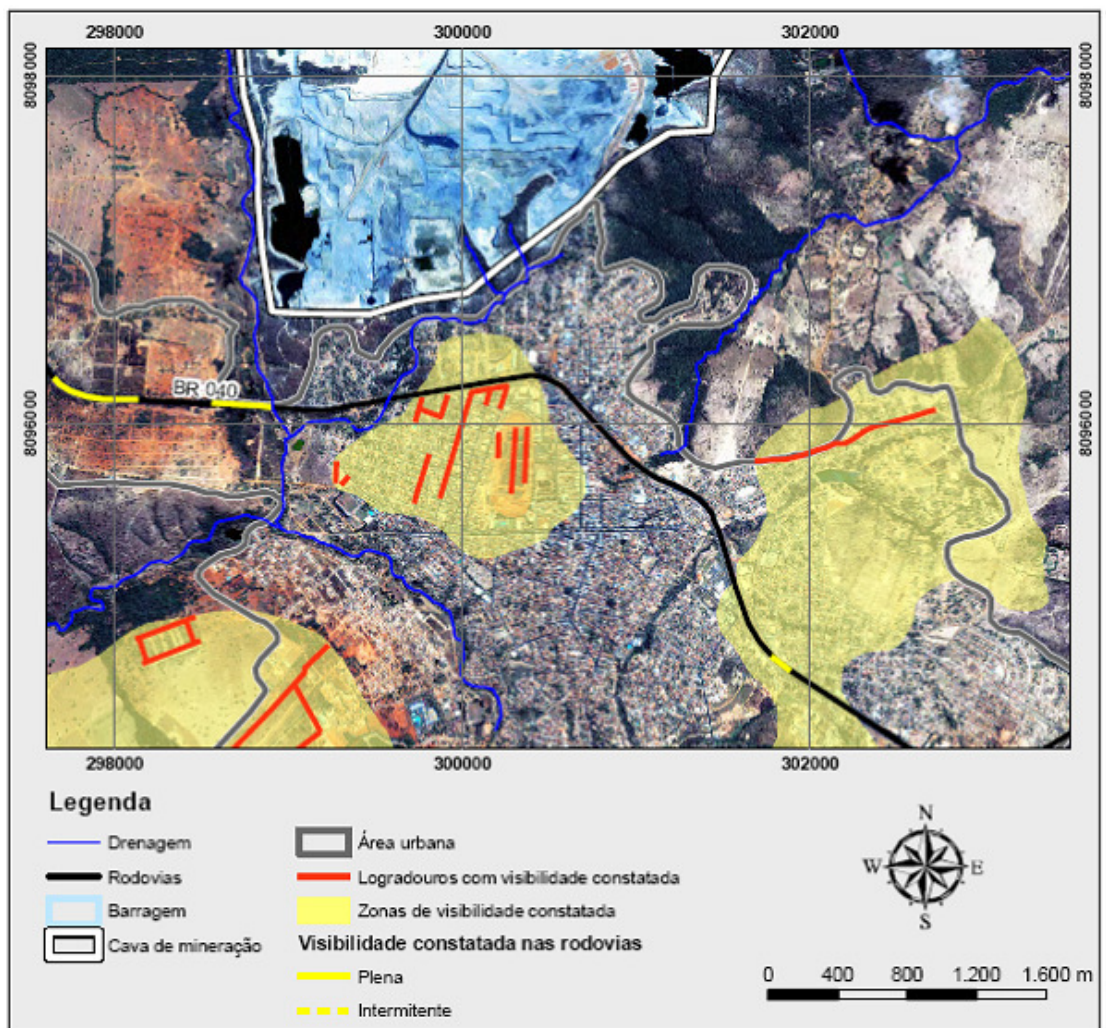 298000 300000 302000
8098000 8098000
BR 040
8096000 8096000
298000 300000 302000
Legenda
Drenagem
Rodovias
Barragem
Cava de mineração
Área urbana
Logradouros com visibilidade constatada
Zonas de visibilidade constatada
Visibilidade constatada nas rodovias
Plena
Intermitente
N
W E
S
0 400 800 1.200 1.600 m